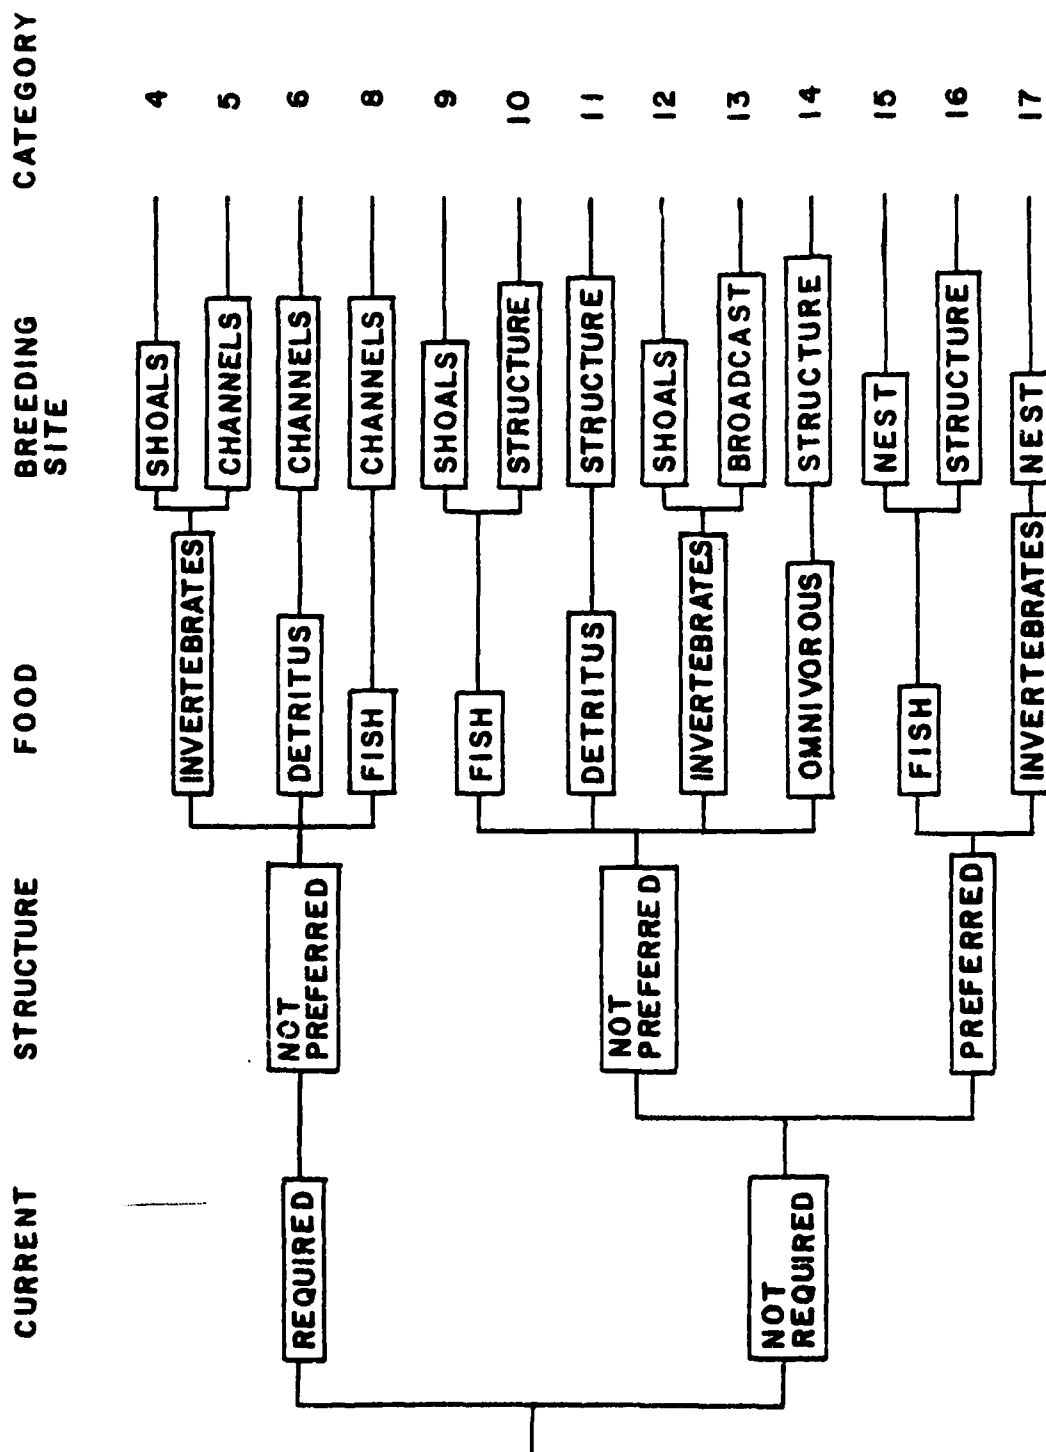 CURRENT
STRUCTURE
FOOD
BREEDING
SITE
CATEGORY
REQUIRED
NOT
PREFERRED
INVERTEBRATES
SHOALS
4
CHANNELS
5
DETRITUS
CHANNELS
6
FISH
CHANNELS
8
NOT
REQUIRED
NOT
PREFERRED
FISH
SHOALS
9
STRUCTURE
10
DETRITUS
STRUCTURE
11
INVERTEBRATES
SHOALS
12
BROADCAST
13
OMNIVOROUS
STRUCTURE
14
PREFERRED
FISH
NEST
15
STRUCTURE
16
INVERTEBRATES
NEST
17